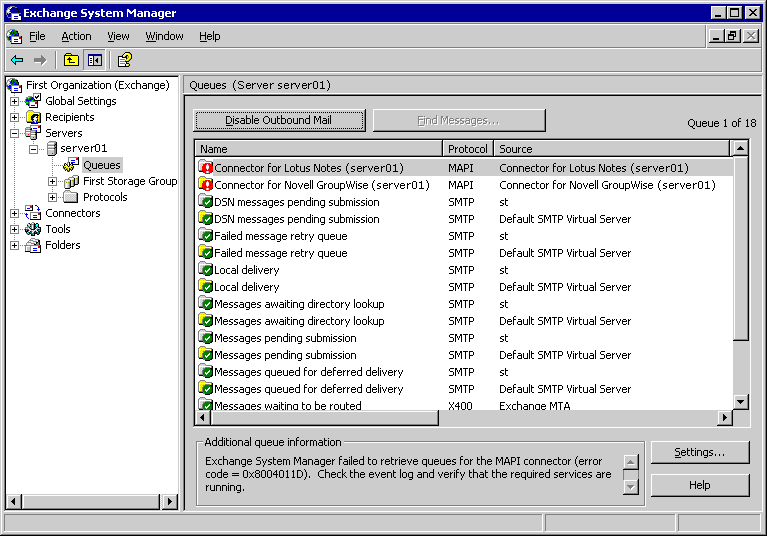 Exchange System Manager
File Action View Window Help
First Organization (Exchange)
Global Settings
Recipients
Servers
server01
Queues
First Storage Group
Protocols
Connectors
Tools
Folders
Queues (Server server01)
Disable Outbound Mail
Find Messages...
Queue 1 of 18
Name Protocol Source
Connector for Lotus Notes (server01) MAPI Connector for Lotus Notes (server01)
Connector for Novell GroupWise (server01) MAPI Connector for Novell GroupWise (server01)
DSN messages pending submission SMTP st
DSN messages pending submission SMTP Default SMTP Virtual Server
Failed message retry queue SMTP st
Failed message retry queue SMTP Default SMTP Virtual Server
Local delivery SMTP st
Local delivery SMTP Default SMTP Virtual Server
Messages awaiting directory lookup SMTP st
Messages awaiting directory lookup SMTP Default SMTP Virtual Server
Messages pending submission SMTP st
Messages pending submission SMTP Default SMTP Virtual Server
Messages queued for deferred delivery SMTP st
Messages queued for deferred delivery SMTP Default SMTP Virtual Server
Messages waiting to be routed X400 Exchange MTA
Additional queue information
Exchange System Manager failed to retrieve queues for the MAPI connector (error
code = 0x8004011D). Check the event log and verify that the required services are
running.
Settings...
Help